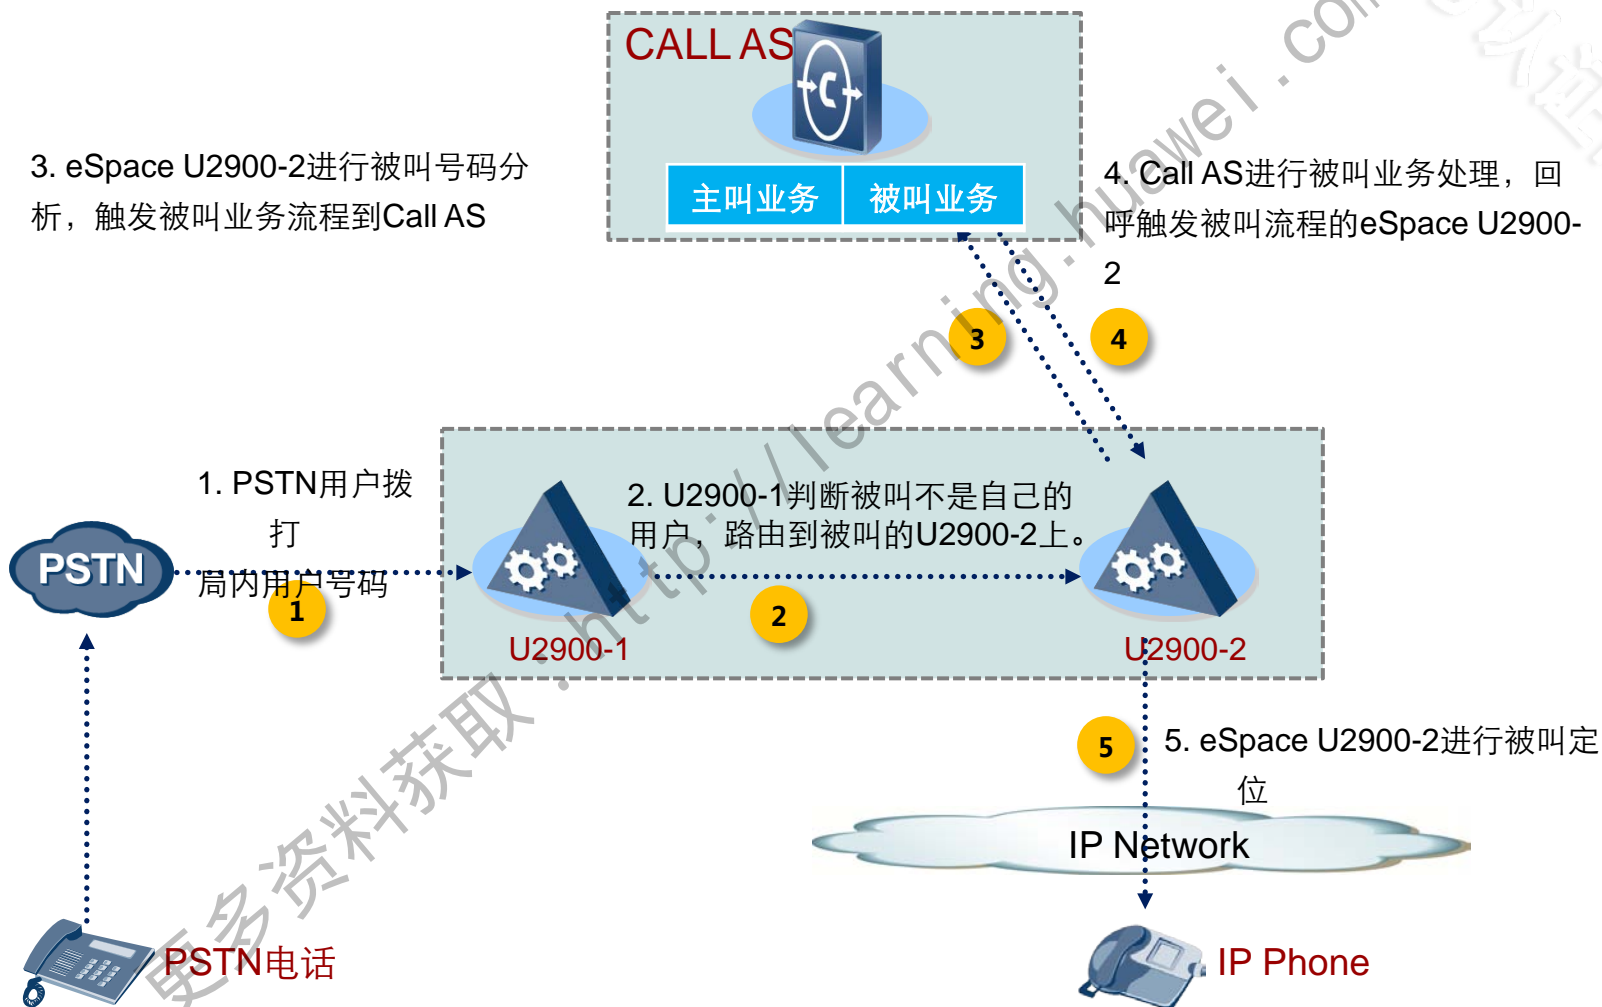 CALL AS
主叫业务
被叫业务
3. eSpace U2900-2进行被叫号码分
析，触发被叫业务流程到Call AS
4. Call AS进行被叫业务处理，回
呼触发被叫流程的eSpace U2900-
2
3
4
1. PSTN用户拨
打
局内用户号码
2. U2900-1判断被叫不是自己的
用户，路由到被叫的U2900-2上。
PSTN
1
2
U2900-1
U2900-2
5
5. eSpace U2900-2进行被叫定
位
IP Network
PSTN电话
IP Phone
更多资料获取：http://learning.huawei.com